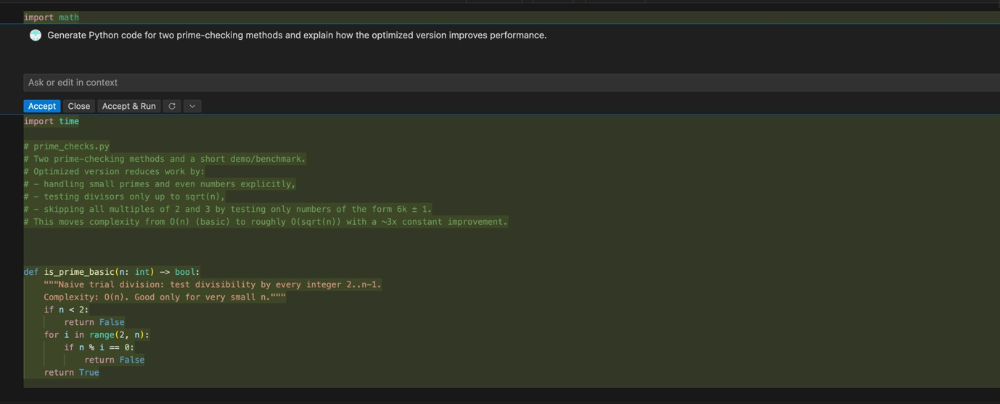 import math
Generate Python code for two prime-checking methods and explain how the optimized version improves performance.
Ask or edit in context
Accept Close Accept & Run
import time
# prime_checks.py
# Two prime-checking methods and a short demo/benchmark.
# Optimized version reduces work by:
# - handling small primes and even numbers explicitly,
# - testing divisors only up to sqrt(n),
# - skipping all multiples of 2 and 3 by testing only numbers of the form 6k ± 1.
# This moves complexity from O(n) (basic) to roughly O(sqrt(n)) with a ~3x constant improvement.
def is_prime_basic(n: int) -> bool:
    """Naive trial division: test divisibility by every integer 2..n-1.
    Complexity: O(n). Good only for very small n."""
    if n < 2:
        return False
    for i in range(2, n):
        if n % i == 0:
            return False
    return True